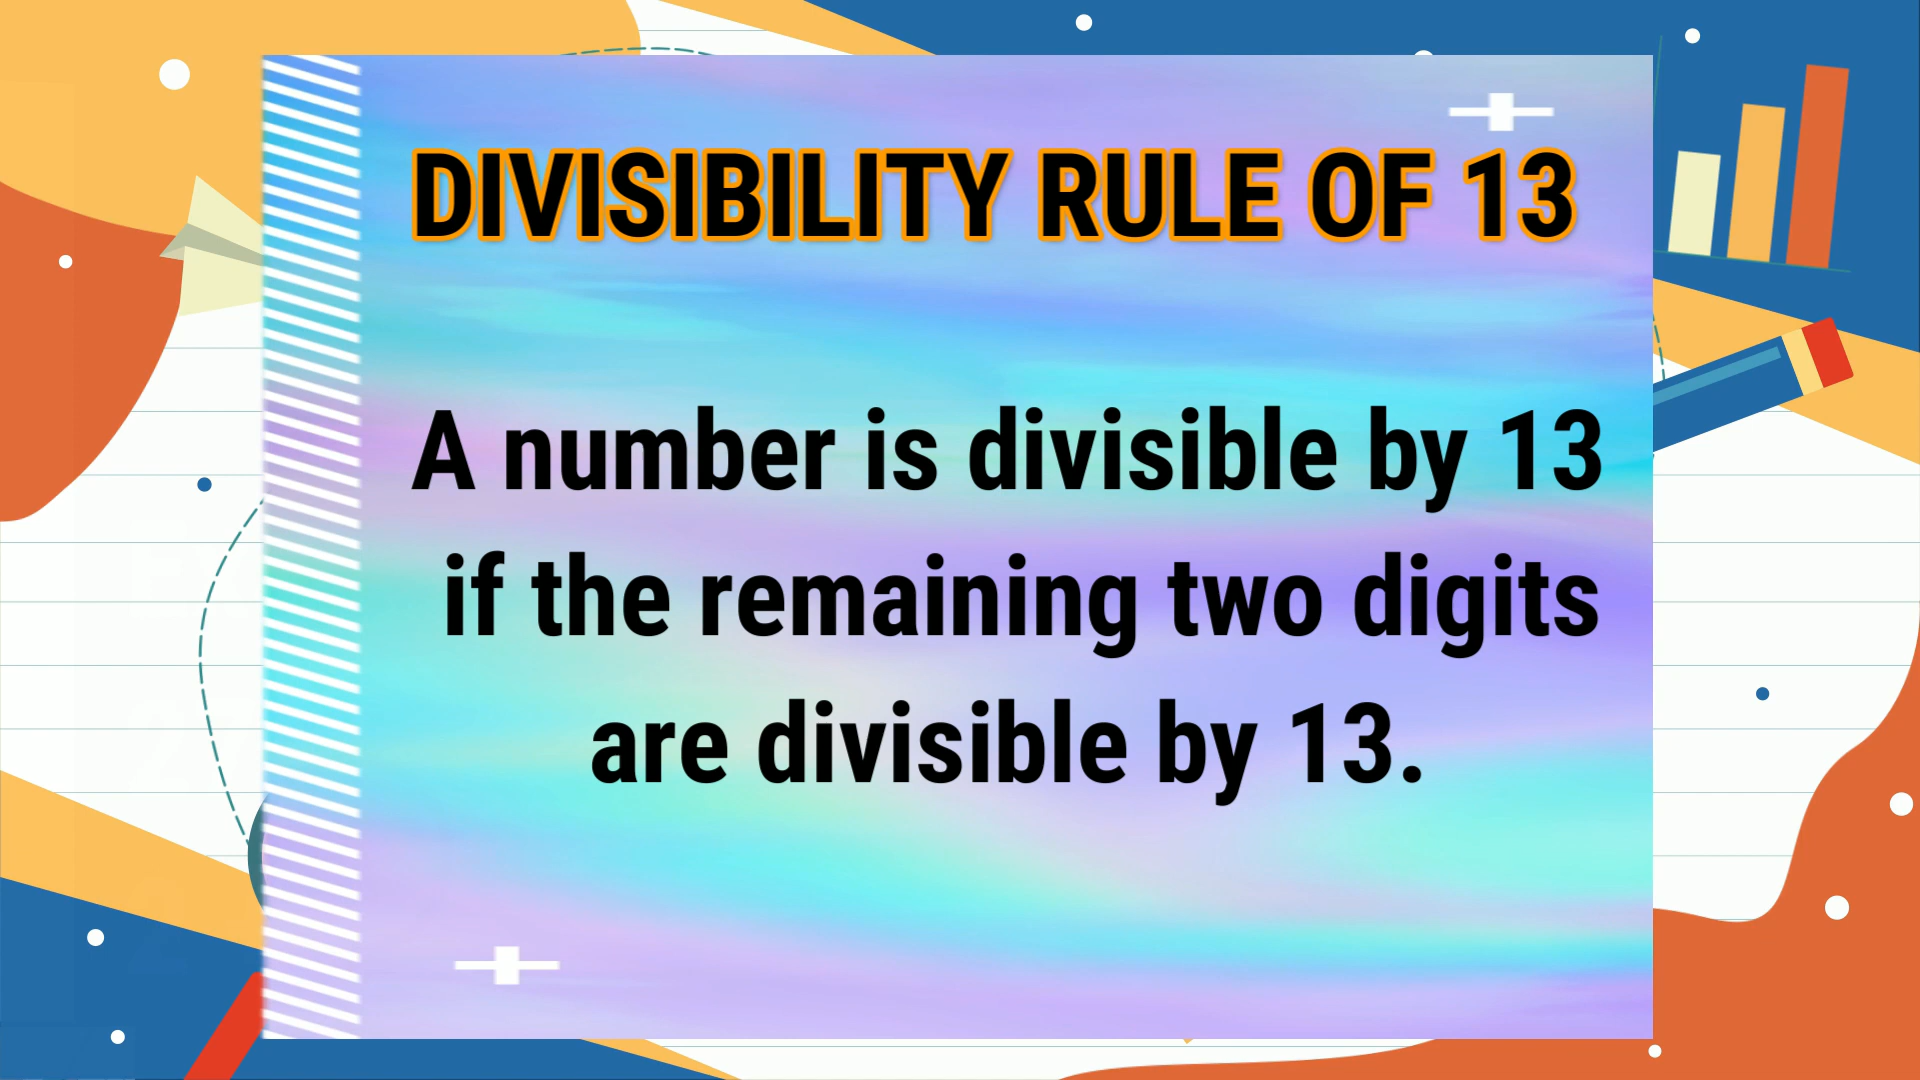 DIVISIBILITY RULE OF 13
A number is divisible by 13
if the remaining two digits
are divisible by 13.